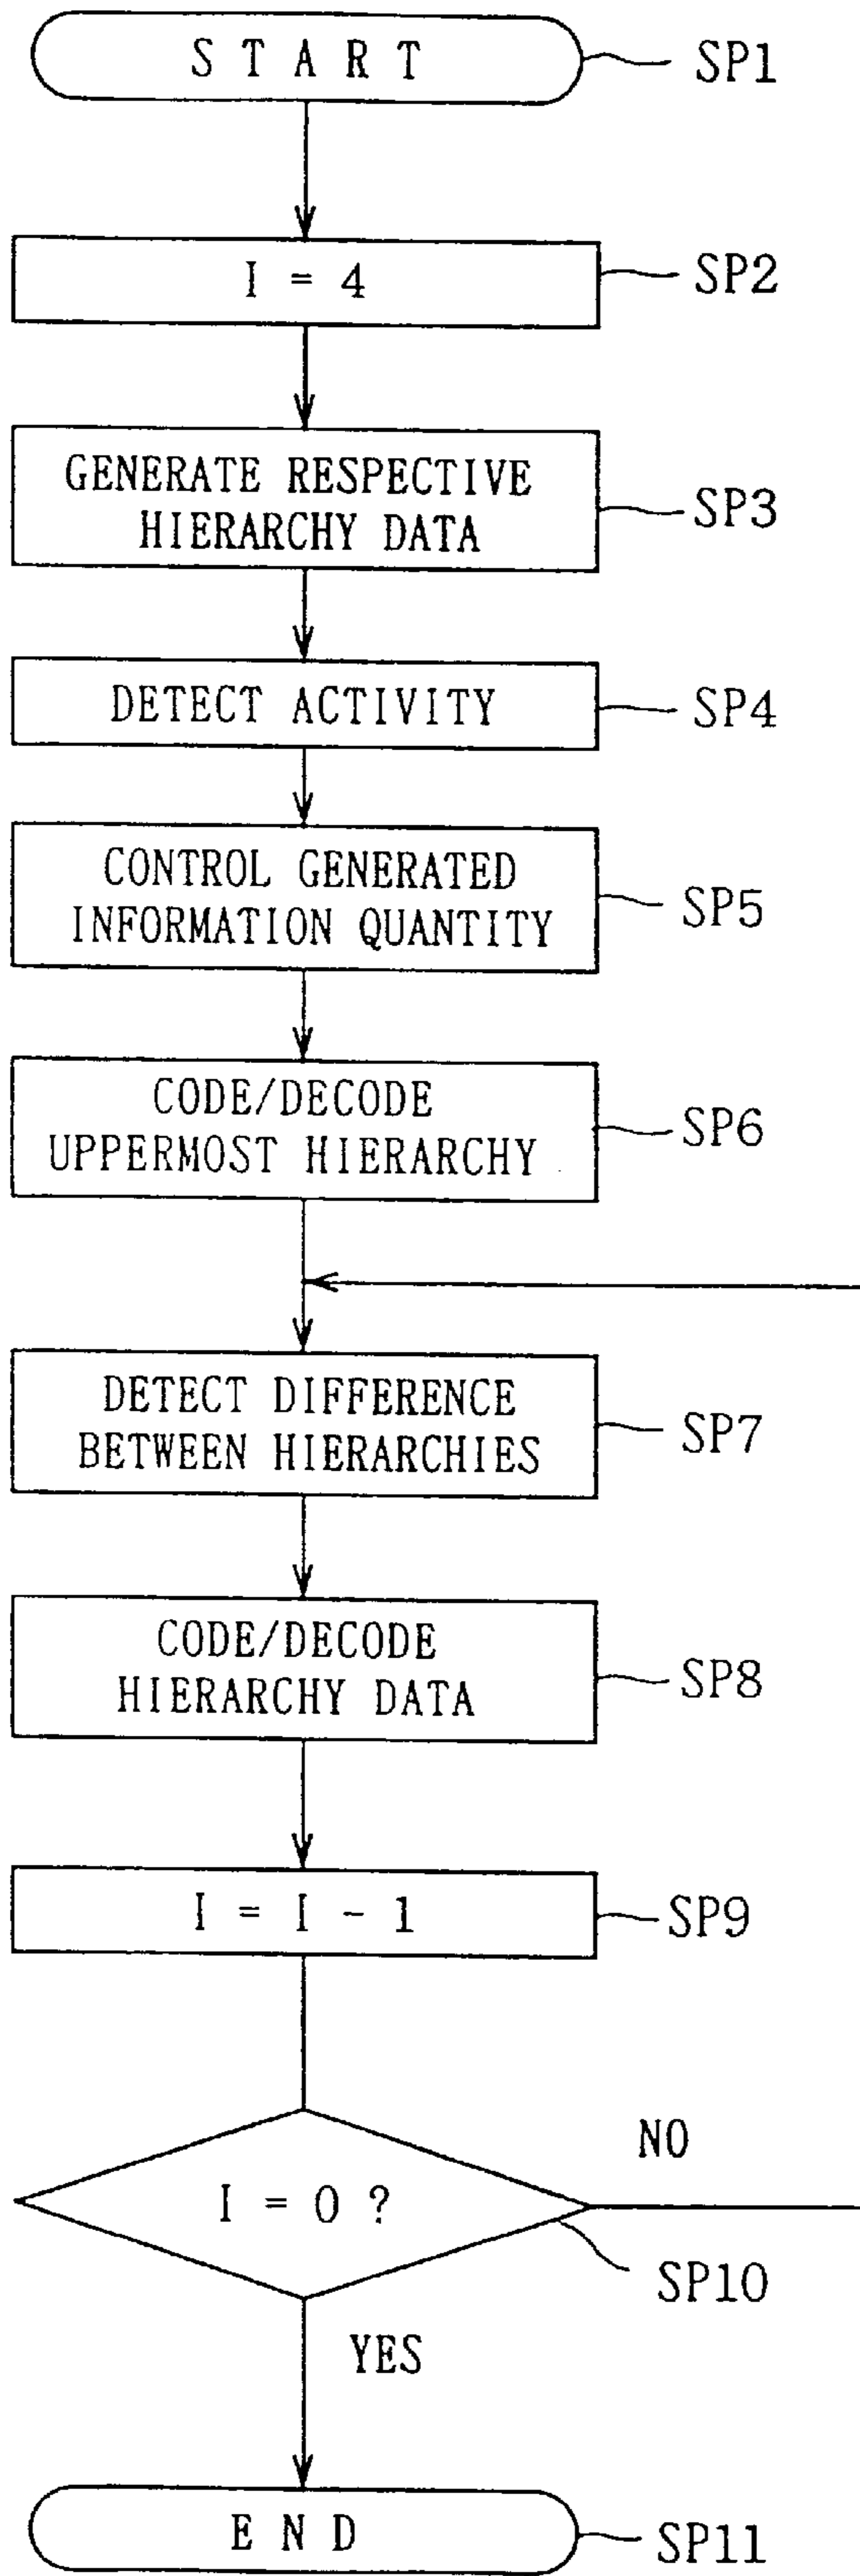 START
SP1
I = 4
SP2
GENERATE RESPECTIVE
HIERARCHY DATA
SP3
DETECT ACTIVITY
SP4
CONTROL GENERATED
INFORMATION QUANTITY
SP5
CODE/DECODE
UPPERMOST HIERARCHY
SP6
DETECT DIFFERENCE
BETWEEN HIERARCHIES
SP7
CODE/DECODE
HIERARCHY DATA
SP8
I = I - 1
SP9
NO
I = 0 ?
SP10
YES
END
SP11